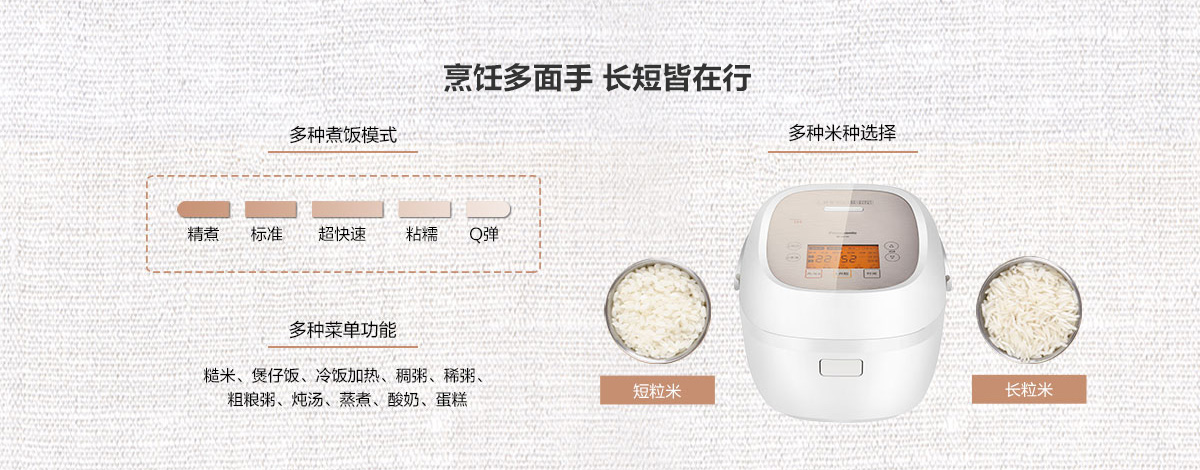 烹饪多面手 长短皆在行
多种煮饭模式
精煮 标准 超快速 粘糯 Q弹
多种菜单功能
糙米、煲仔饭、冷饭加热、稠粥、稀粥、
粗粮粥、炖汤、蒸煮、酸奶、蛋糕
多种米种选择
Panasonic
22 52
短粒米
长粒米